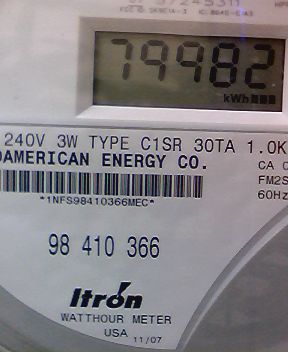 79982
kWh
240V 3W TYPE C1SR 30TA 1.0K
DAMERICAN ENERGY CO.
CA
FM2S
60Hz
*1NFS98410366MEC*
98 410 366
Itron
WATTHOUR METER
USA 11/07